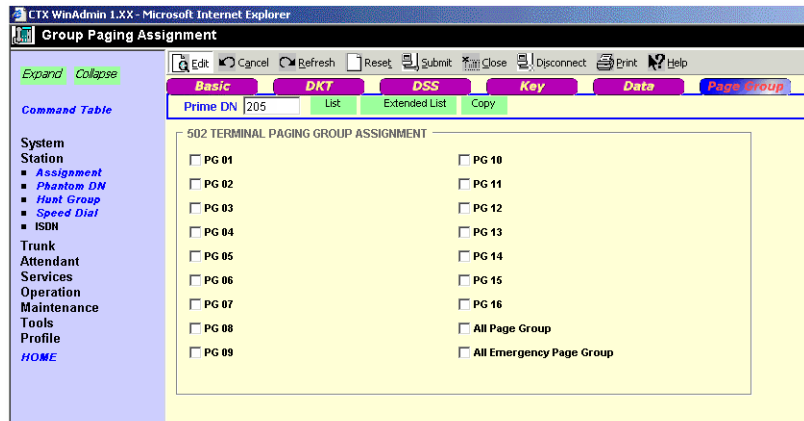 CTX WinAdmin 1.XX - Microsoft Internet Explorer
Group Paging Assignment
Expand Collapse
Command Table
System
Station
Assignment
Phantom DN
Hunt Group
Speed Dial
ISDN
Trunk
Attendant
Services
Operation
Maintenance
Tools
Profile
HOME
Edit Cancel Refresh Reset Submit Close Disconnect Print Help
Basic DKT DSS Key Data Page Group
Prime DN 205 List Extended List Copy
502 TERMINAL PAGING GROUP ASSIGNMENT
PG 01 PG 10
PG 02 PG 11
PG 03 PG 12
PG 04 PG 13
PG 05 PG 14
PG 06 PG 15
PG 07 PG 16
PG 08 All Page Group
PG 09 All Emergency Page Group